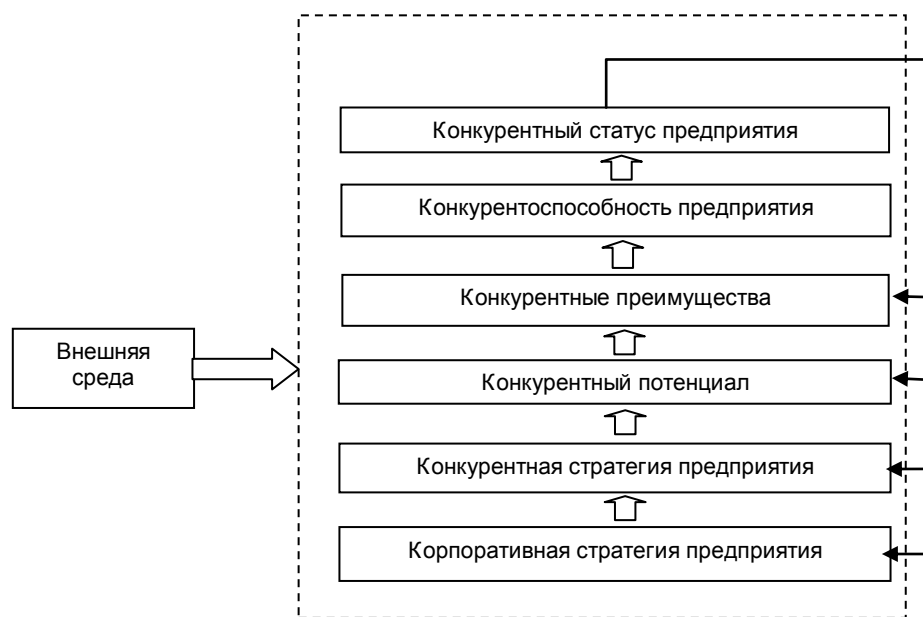 Конкурентный статус предприятия
Конкурентоспособность предприятия
Конкурентные преимущества
Внешняя
среда
Конкурентный потенциал
Конкурентная стратегия предприятия
Корпоративная стратегия предприятия